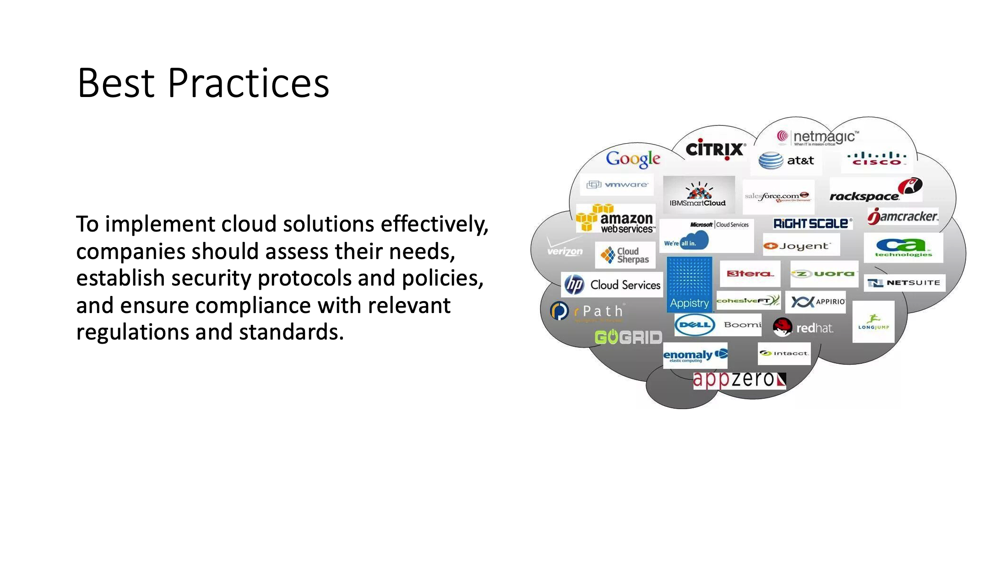 Best Practices
To implement cloud solutions effectively,
companies should assess their needs,
establish security protocols and policies,
and ensure compliance with relevant
regulations and standards.
netmagic™
When IT is mission critical
CiTRIX®
Google
at&t
CISCO
vmware
IBMSmartCloud
salesforce.com
Success On Demand.
rackspace
amazon
webservices™
Microsoft | Cloud Services
We're all in.
RiGHTSCaLe®
jamcracker
verizon
Cloud
Sherpas
Joyent
ca
technologies
hp Cloud Services
Appistry
3tera
zuora
NETSUITE
cohesiveFT
APPIRIO
rPath
DELL Boomi
redhat.
LONGJUMP
GOGRID
enomaly
elastic computing
Intacct
appzero